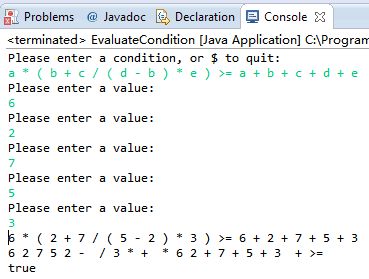 Problems @ Javadoc Declaration Console
<terminated> EvaluateCondition [Java Application] C:\Program
Please enter a condition, or $ to quit:
a * ( b + c / ( d - b ) * e ) >= a + b + c + d + e
Please enter a value:
6
Please enter a value:
2
Please enter a value:
7
Please enter a value:
5
Please enter a value:
3
6 * ( 2 + 7 / ( 5 - 2 ) * 3 ) >= 6 + 2 + 7 + 5 + 3
6 2 7 5 2 -  / 3 * +  * 6 2 + 7 + 5 + 3  + >=
true